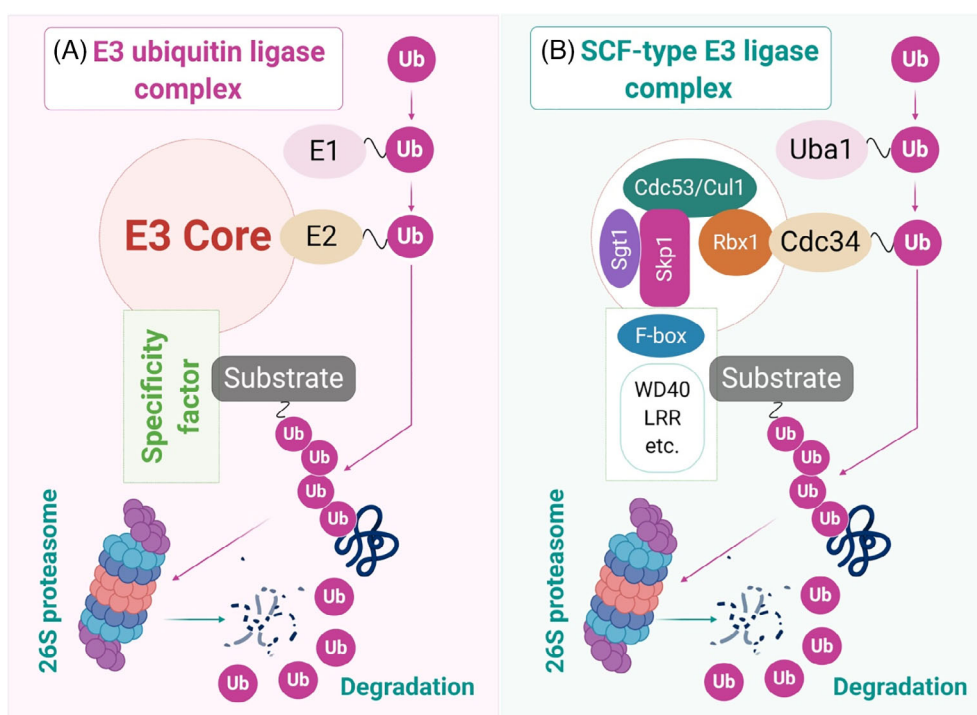 (A) E3 ubiquitin ligase
complex
Ub
E1
Ub
E3 Core
E2
Ub
Specificity
factor
Substrate
Ub
Ub
Ub
Ub
26S proteasome
Ub
Ub
Ub
Ub
Degradation
(B) SCF-type E3 ligase
complex
Ub
Uba1
Ub
Cdc53/Cul1
Sgt1
Skp1
Rbx1
Cdc34
Ub
F-box
WD40
LRR
etc.
Substrate
Ub
Ub
Ub
Ub
26S proteasome
Ub
Ub
Ub
Ub
Degradation